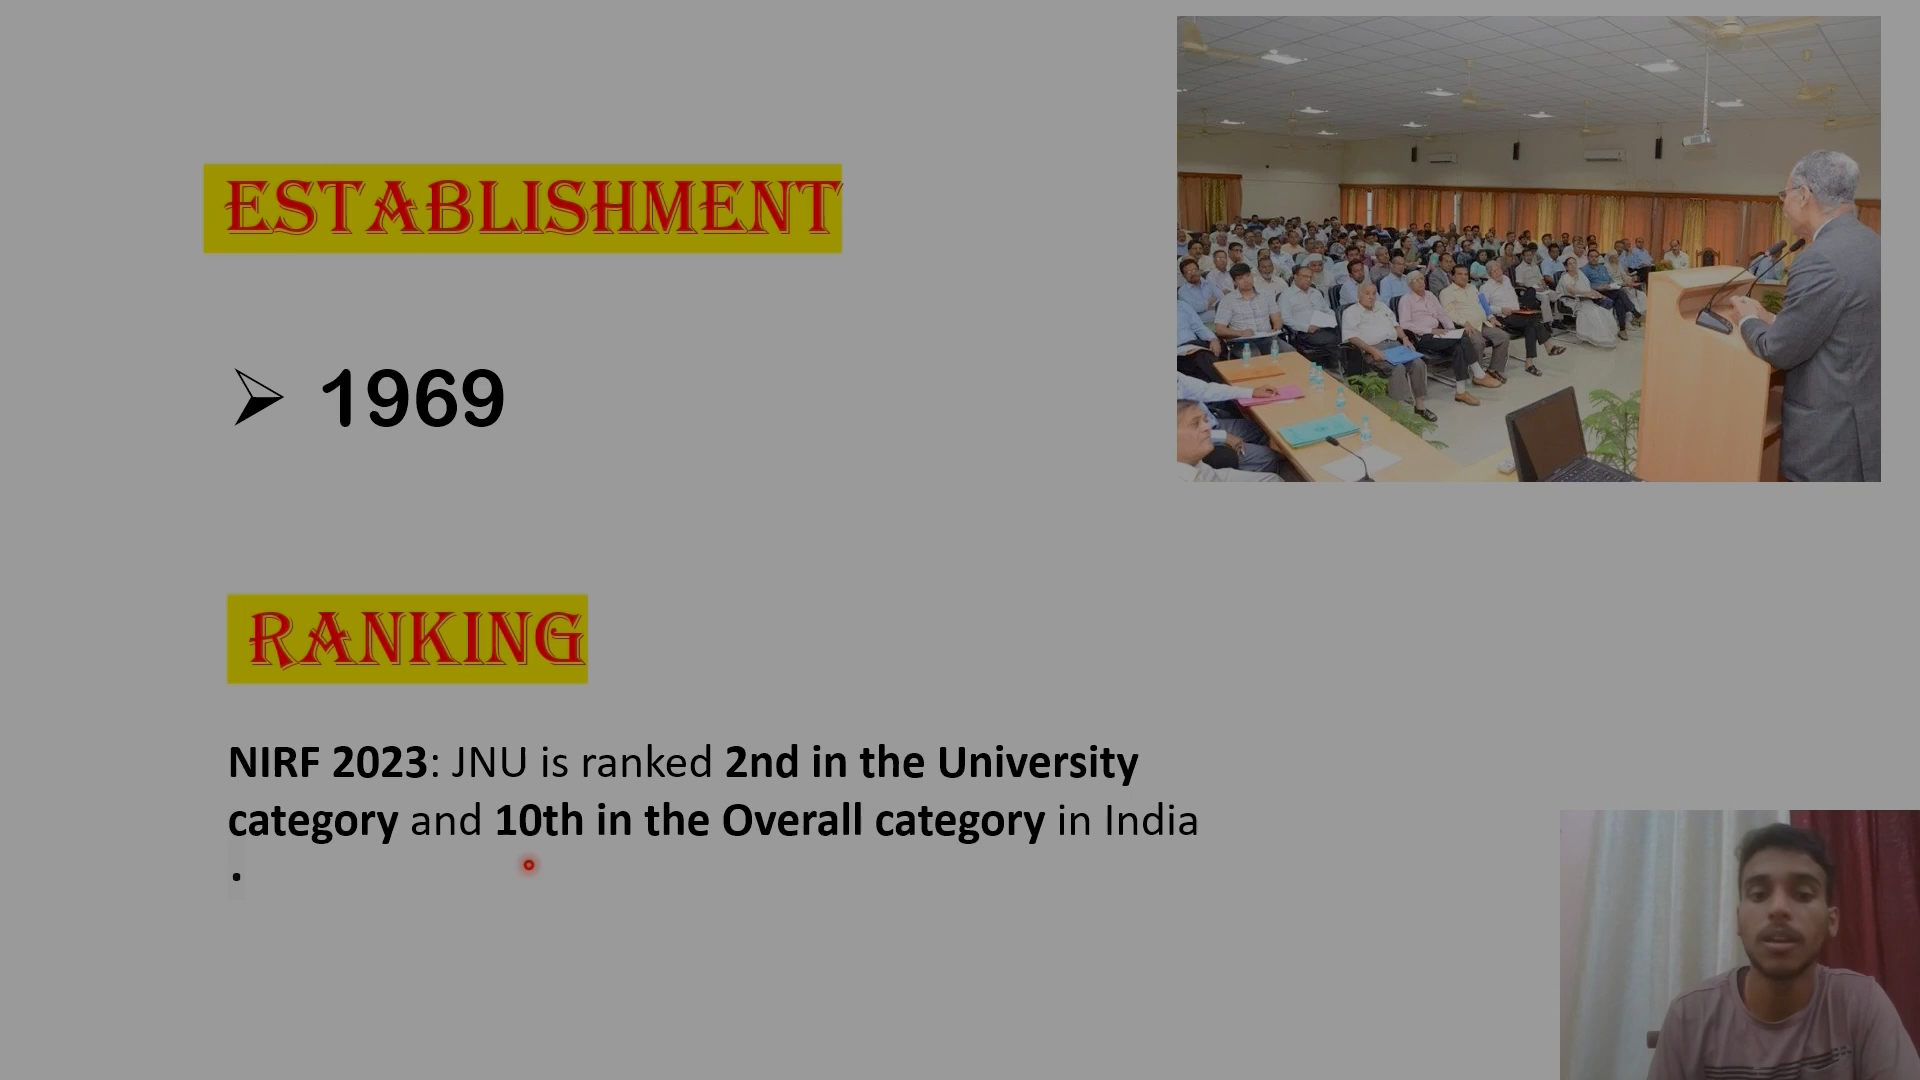 ESTABLISHMENT
➢ 1969
RANKING
NIRF 2023: JNU is ranked 2nd in the University
category and 10th in the Overall category in India
.